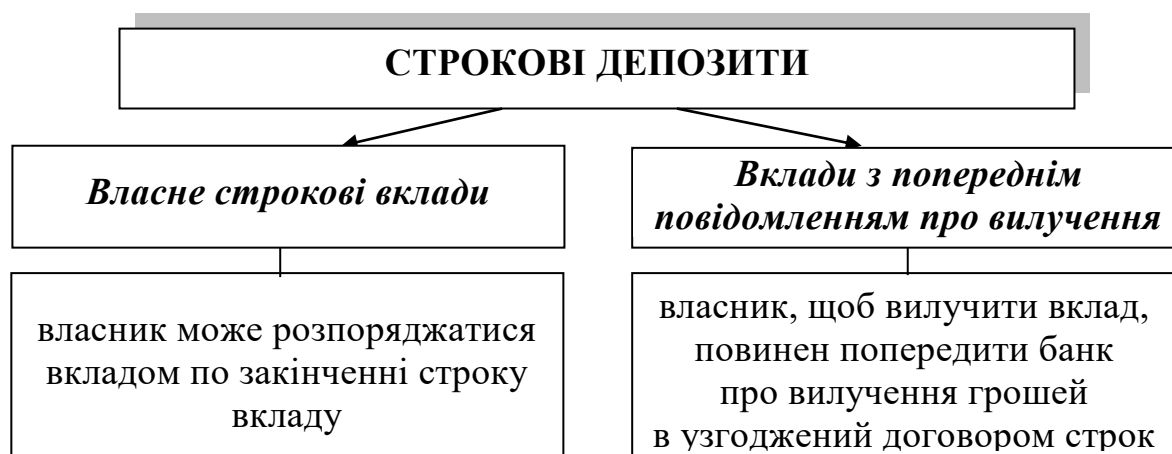 СТРОКОВІ ДЕПОЗИТИ
Власне строкові вклади
власник може розпоряджатися
вкладом по закінченні строку
вкладу
Вклади з попереднім
повідомленням про вилучення
власник, щоб вилучити вклад,
повинен попередити банк
про вилучення грошей
в узгоджений договором строк